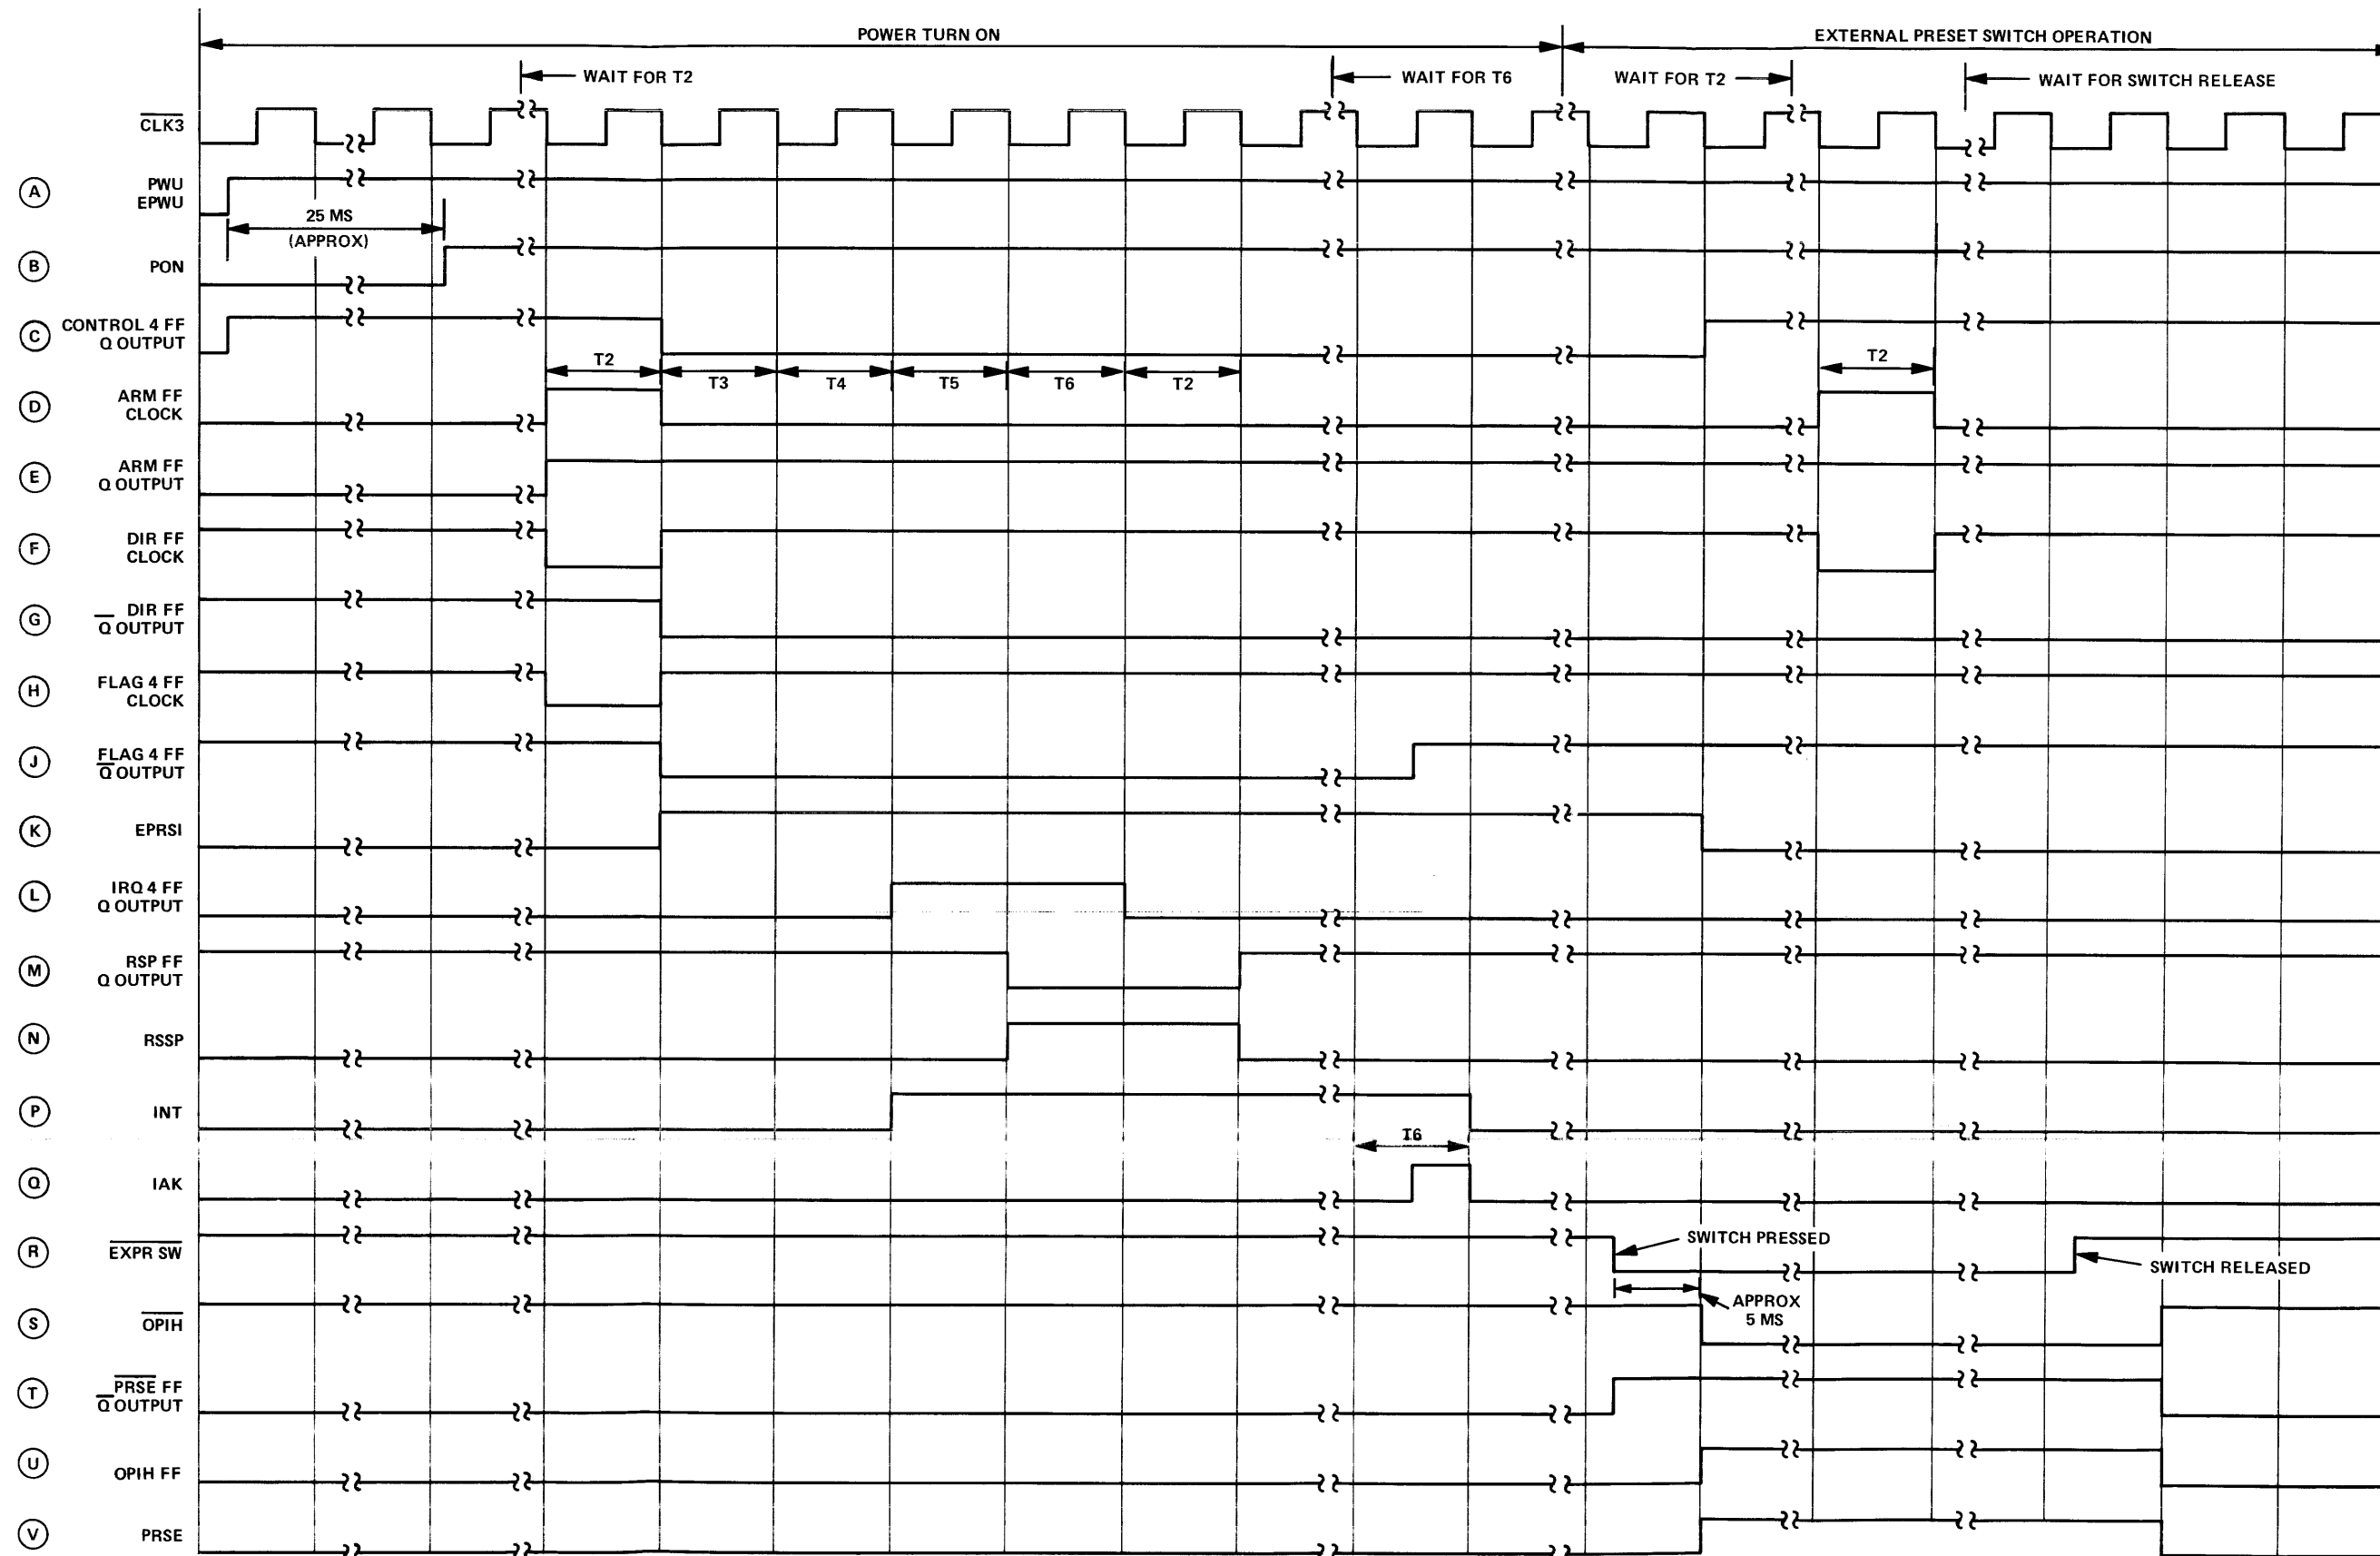 POWER TURN ON
EXTERNAL PRESET SWITCH OPERATION
WAIT FOR T2
WAIT FOR T6
WAIT FOR T2
WAIT FOR SWITCH RELEASE
CLK3
A
PWU
EPWU
25 MS
(APPROX)
B
PON
C
CONTROL 4 FF
Q OUTPUT
T2
T3
T4
T5
T6
T2
T2
D
ARM FF
CLOCK
E
ARM FF
Q OUTPUT
F
DIR FF
CLOCK
G
DIR FF
Q OUTPUT
H
FLAG 4 FF
CLOCK
J
FLAG 4 FF
Q OUTPUT
K
EPRSI
L
IRQ 4 FF
Q OUTPUT
M
RSP FF
Q OUTPUT
N
RSSP
P
INT
T6
Q
IAK
R
EXPR SW
SWITCH PRESSED
SWITCH RELEASED
S
OPIH
APPROX
5 MS
T
PRSE FF
Q OUTPUT
U
OPIH FF
V
PRSE